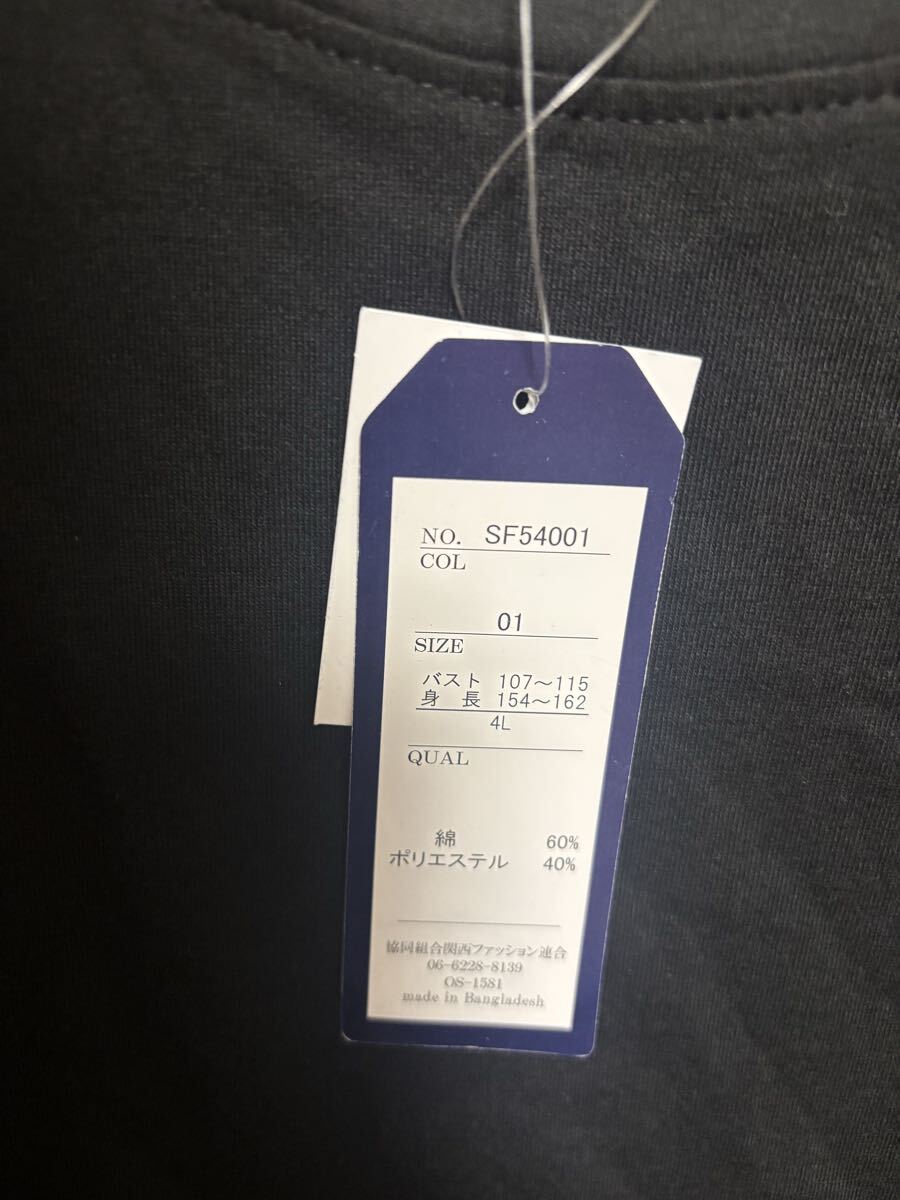 NO. SF54001
COL
01
SIZE
バスト 107～115
身 長 154～162
4L
QUAL
綿 60%
ポリエステル 40%
協同組合関西ファッション連合
06-6228-8139
OS-1581
made in Bangladesh